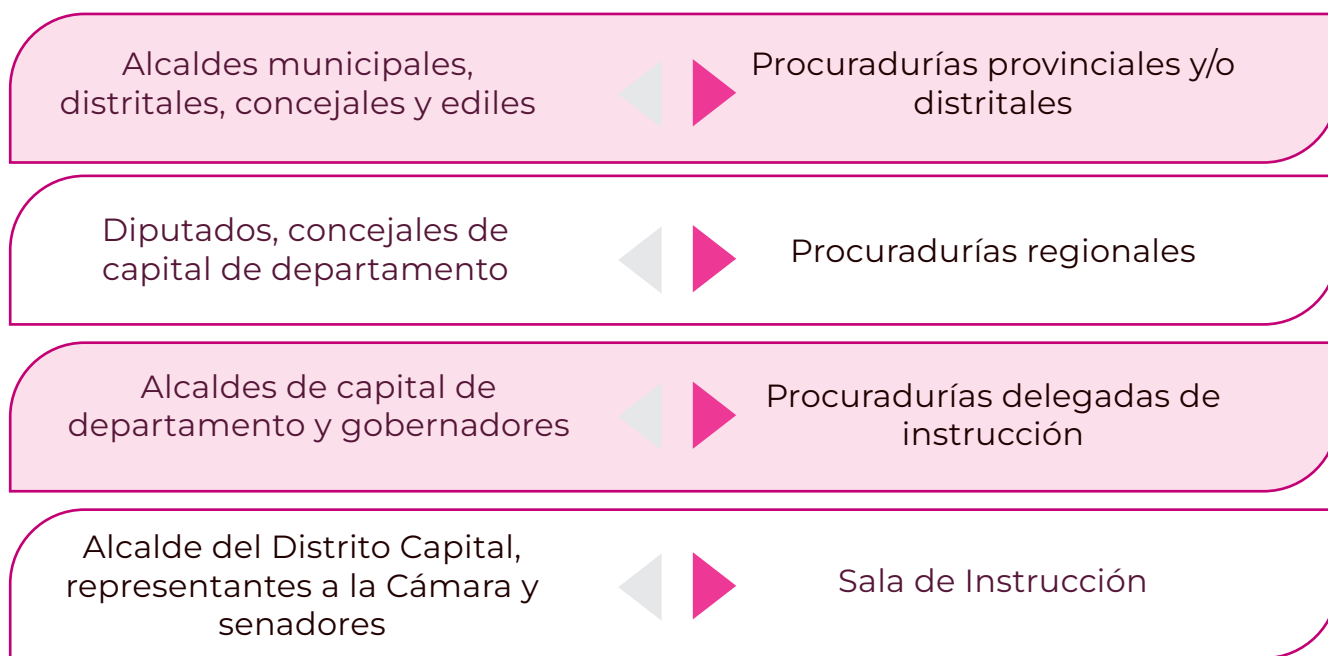 Alcaldes municipales,
distritales, concejales y ediles
Procuradurías provinciales y/o
distritales
Diputados, concejales de
capital de departamento
Procuradurías regionales
Alcaldes de capital de
departamento y gobernadores
Procuradurías delegadas de
instrucción
Alcalde del Distrito Capital,
representantes a la Cámara y
senadores
Sala de Instrucción